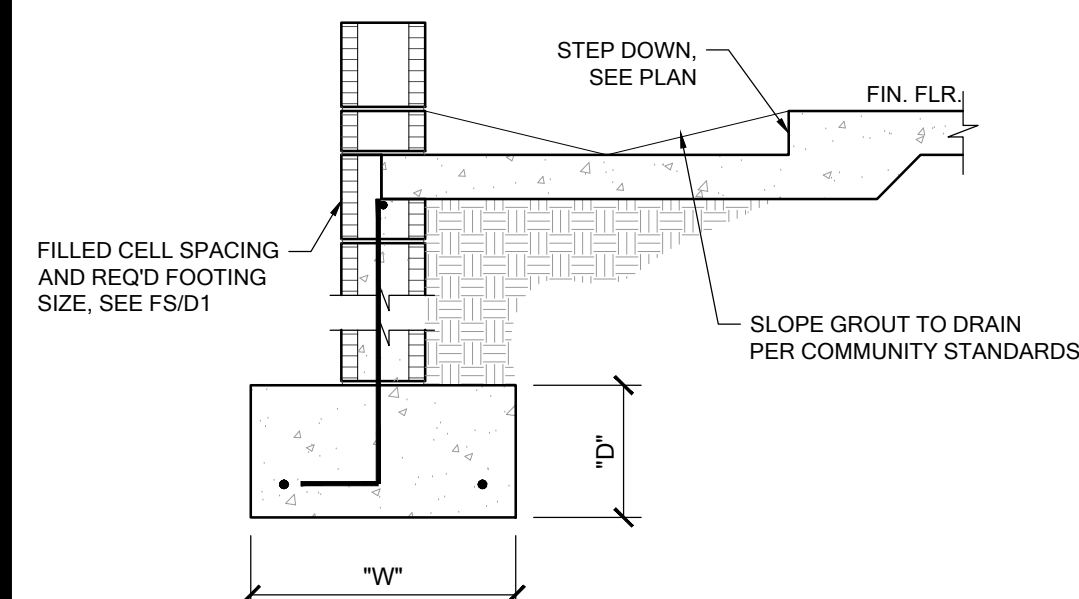 STEP DOWN,
SEE PLAN
FIN. FLR.
FILLED CELL SPACING
AND REQ'D FOOTING
SIZE, SEE FS/D1
SLOPE GROUT TO DRAIN
PER COMMUNITY STANDARDS
"D"
"W"